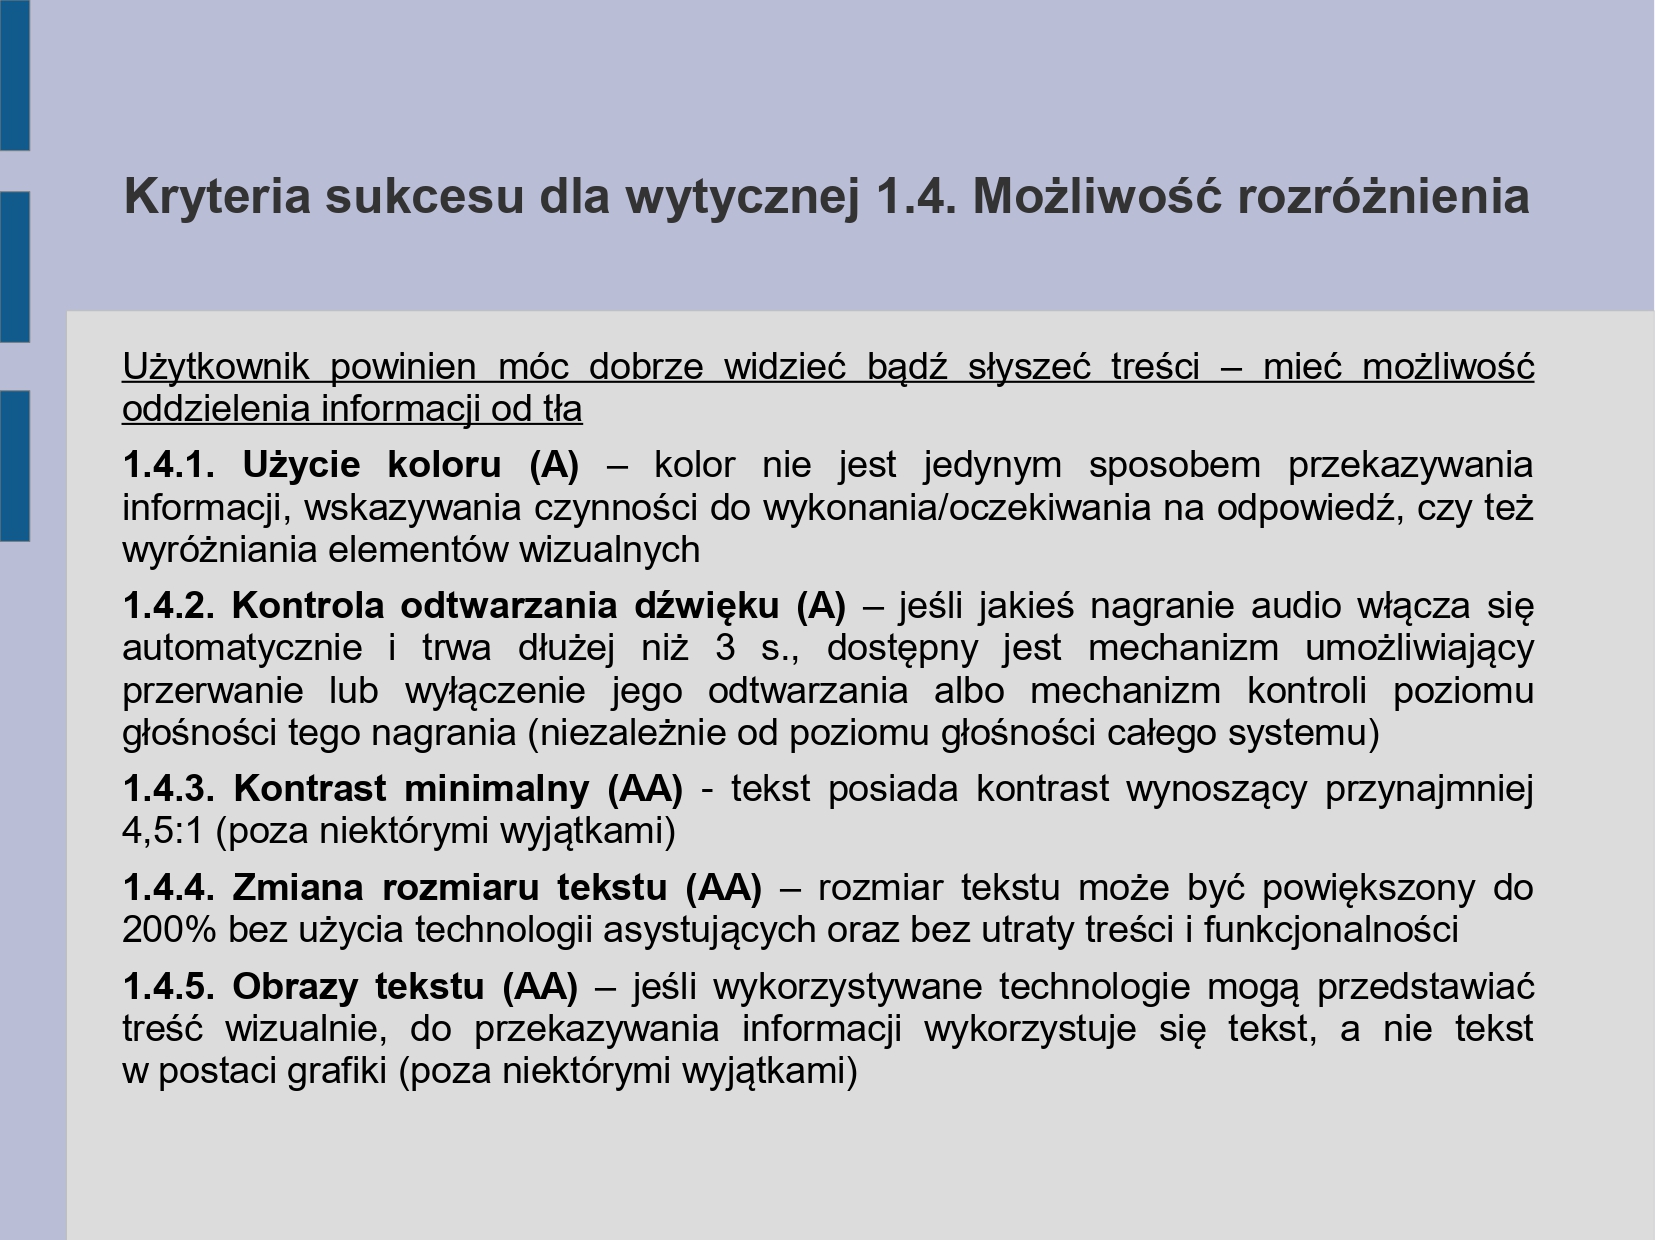 Kryteria sukcesu dla wytycznej 1.4. Możliwość rozróżnienia
Użytkownik powinien móc dobrze widzieć bądź słyszeć treści – mieć możliwość
oddzielenia informacji od tła
1.4.1. Użycie koloru (A) – kolor nie jest jedynym sposobem przekazywania
informacji, wskazywania czynności do wykonania/oczekiwania na odpowiedź, czy też
wyróżniania elementów wizualnych
1.4.2. Kontrola odtwarzania dźwięku (A) – jeśli jakieś nagranie audio włącza się
automatycznie i trwa dłużej niż 3 s., dostępny jest mechanizm umożliwiający
przerwanie lub wyłączenie jego odtwarzania albo mechanizm kontroli poziomu
głośności tego nagrania (niezależnie od poziomu głośności całego systemu)
1.4.3. Kontrast minimalny (AA) - tekst posiada kontrast wynoszący przynajmniej
4,5:1 (poza niektórymi wyjątkami)
1.4.4. Zmiana rozmiaru tekstu (AA) – rozmiar tekstu może być powiększony do
200% bez użycia technologii asystujących oraz bez utraty treści i funkcjonalności
1.4.5. Obrazy tekstu (AA) – jeśli wykorzystywane technologie mogą przedstawiać
treść wizualnie, do przekazywania informacji wykorzystuje się tekst, a nie tekst
w postaci grafiki (poza niektórymi wyjątkami)